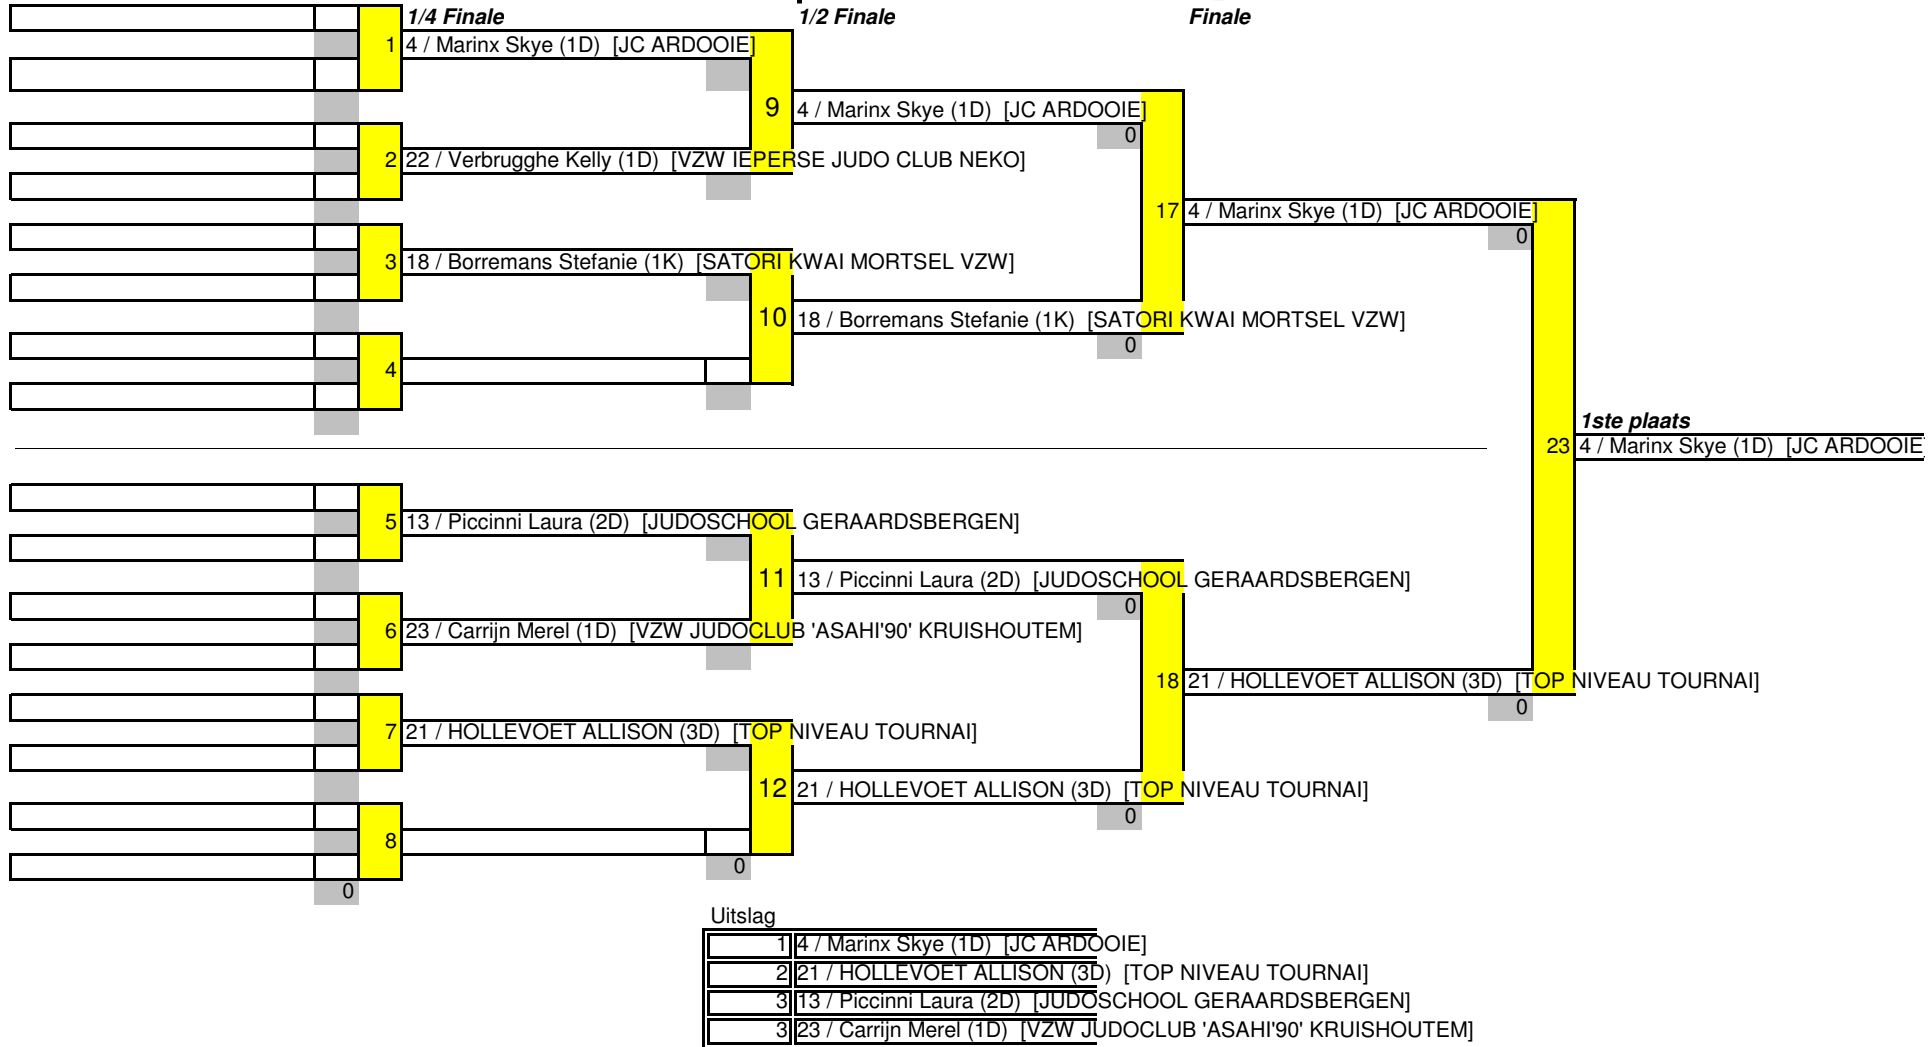 1/4 Finale 1/2 Finale Finale
1 4 / Marinx Skye (1D) [JC ARDOOIE]
9 4 / Marinx Skye (1D) [JC ARDOOIE]
0
2 22 / Verbrugghe Kelly (1D) [VZW IEPERSE JUDO CLUB NEKO]
17 4 / Marinx Skye (1D) [JC ARDOOIE]
0
3 18 / Borremans Stefanie (1K) [SATORI KWAI MORTSEL VZW]
10 18 / Borremans Stefanie (1K) [SATORI KWAI MORTSEL VZW]
0
4
1ste plaats
23 4 / Marinx Skye (1D) [JC ARDOOIE]
5 13 / Piccinni Laura (2D) [JUDOSCHOOL GERAARDSBERGEN]
11 13 / Piccinni Laura (2D) [JUDOSCHOOL GERAARDSBERGEN]
0
6 23 / Carrijn Merel (1D) [VZW JUDOCLUB 'ASAHI'90' KRUISHOUTEM]
18 21 / HOLLEVOET ALLISON (3D) [TOP NIVEAU TOURNAI]
0
7 21 / HOLLEVOET ALLISON (3D) [TOP NIVEAU TOURNAI]
12 21 / HOLLEVOET ALLISON (3D) [TOP NIVEAU TOURNAI]
0
8
0
0
Uitslag
1 4 / Marinx Skye (1D) [JC ARDOOIE]
2 21 / HOLLEVOET ALLISON (3D) [TOP NIVEAU TOURNAI]
3 13 / Piccinni Laura (2D) [JUDOSCHOOL GERAARDSBERGEN]
3 23 / Carrijn Merel (1D) [VZW JUDOCLUB 'ASAHI'90' KRUISHOUTEM]